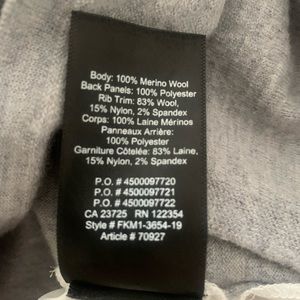 Body: 100% Merino Wool
Back Panels: 100% Polyester
Rib Trim: 83% Wool,
15% Nylon, 2% Spandex
Corps: 100% Laine Mérinos
Panneaux Arrière:
100% Polyester
Garniture Côtelée: 83% Laine,
15% Nylon, 2% Spandex
P.O. # 4500097720
P.O. # 4500097721
P.O. # 4500097722
CA 23725 RN 122354
Style # FKM1-3654-19
Article # 70927